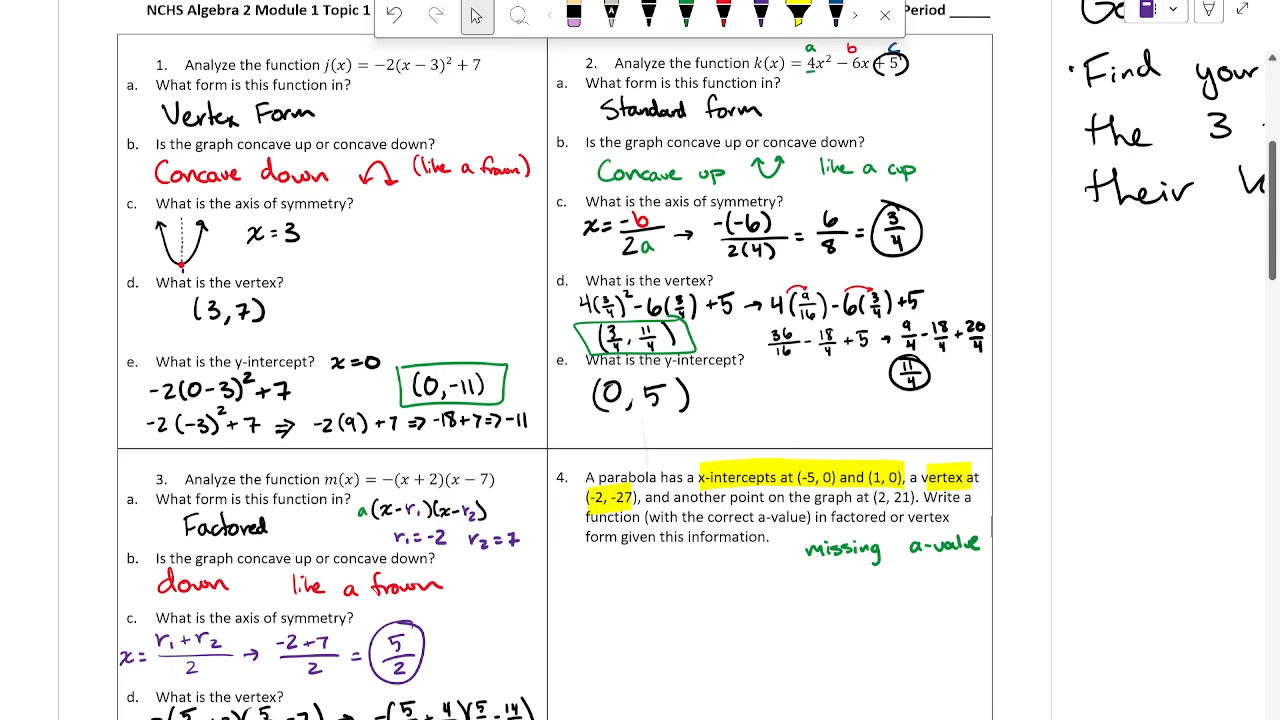 NCHS Algebra 2 Module 1 Topic 1
Period
1. Analyze the function j(x) = −2(x − 3)² + 7
a. What form is this function in?
Vertex Form
b. Is the graph concave up or concave down?
Concave down (like a frown)
c. What is the axis of symmetry?
x = 3
d. What is the vertex?
(3, 7)
e. What is the y-intercept? x=0
-2(0-3)² +7
(0, -11)
-2(-3)² +7 ⇒ -2(9) +7 ⇒ -18+7 ⇒ -11
a b c
2. Analyze the function k(x) = 4x² − 6x + 5
a. What form is this function in?
Standard form
b. Is the graph concave up or concave down?
Concave up like a cup
c. What is the axis of symmetry?
x = -b/2a → -(-6)/2(4) = 6/8 = 3/4
d. What is the vertex?
4(3/4)² - 6(3/4) + 5 → 4(9/16) - 6(3/4) + 5
(3/4, 11/4)
36/16 - 18/4 + 5 → 9/4 - 18/4 + 20/4
11/4
e. What is the y-intercept?
(0, 5)
3. Analyze the function m(x) = −(x + 2)(x − 7)
a. What form is this function in?
a(x-r₁)(x-r₂)
Factored
r₁ = -2 r₂ = 7
b. Is the graph concave up or concave down?
down like a frown
c. What is the axis of symmetry?
x = r₁ + r₂/2 → -2+7/2 = 5/2
d. What is the vertex?
4. A parabola has a x-intercepts at (-5, 0) and (1, 0), a vertex at
(-2, -27), and another point on the graph at (2, 21). Write a
function (with the correct a-value) in factored or vertex
form given this information.
missing a-value
Find your
the 3
their